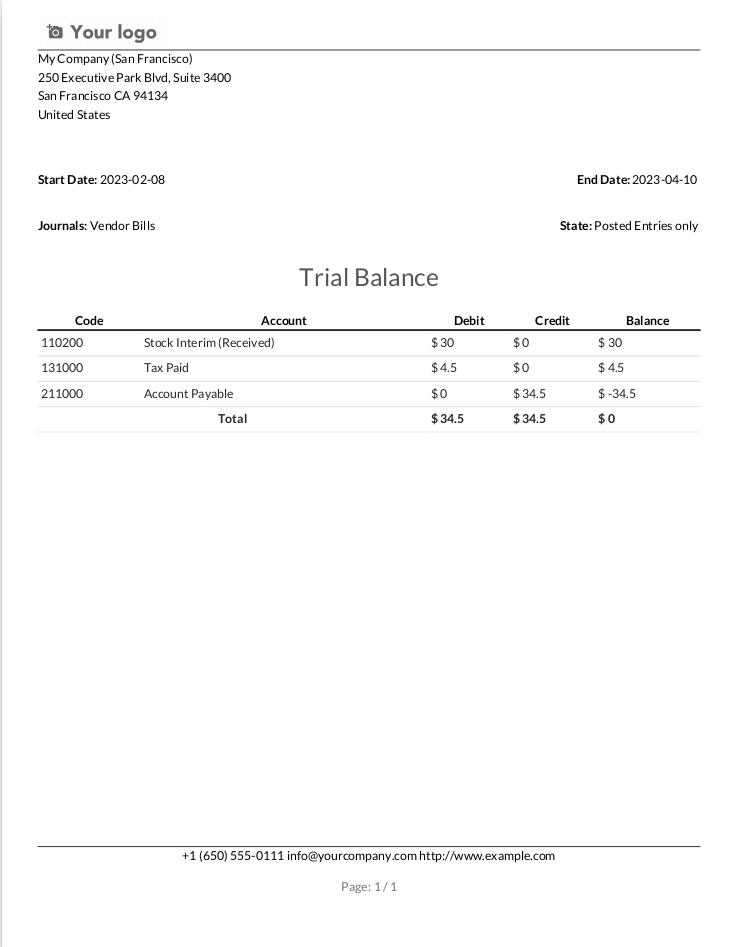 Your logo
My Company (San Francisco)
250 Executive Park Blvd, Suite 3400
San Francisco CA 94134
United States
Start Date: 2023-02-08 End Date: 2023-04-10
Journals: Vendor Bills State: Posted Entries only
Trial Balance
Code Account Debit Credit Balance
110200 Stock Interim (Received) $ 30 $ 0 $ 30
131000 Tax Paid $ 4.5 $ 0 $ 4.5
211000 Account Payable $ 0 $ 34.5 $ -34.5
Total $ 34.5 $ 34.5 $ 0
+1 (650) 555-0111 info@yourcompany.com http://www.example.com
Page: 1 / 1